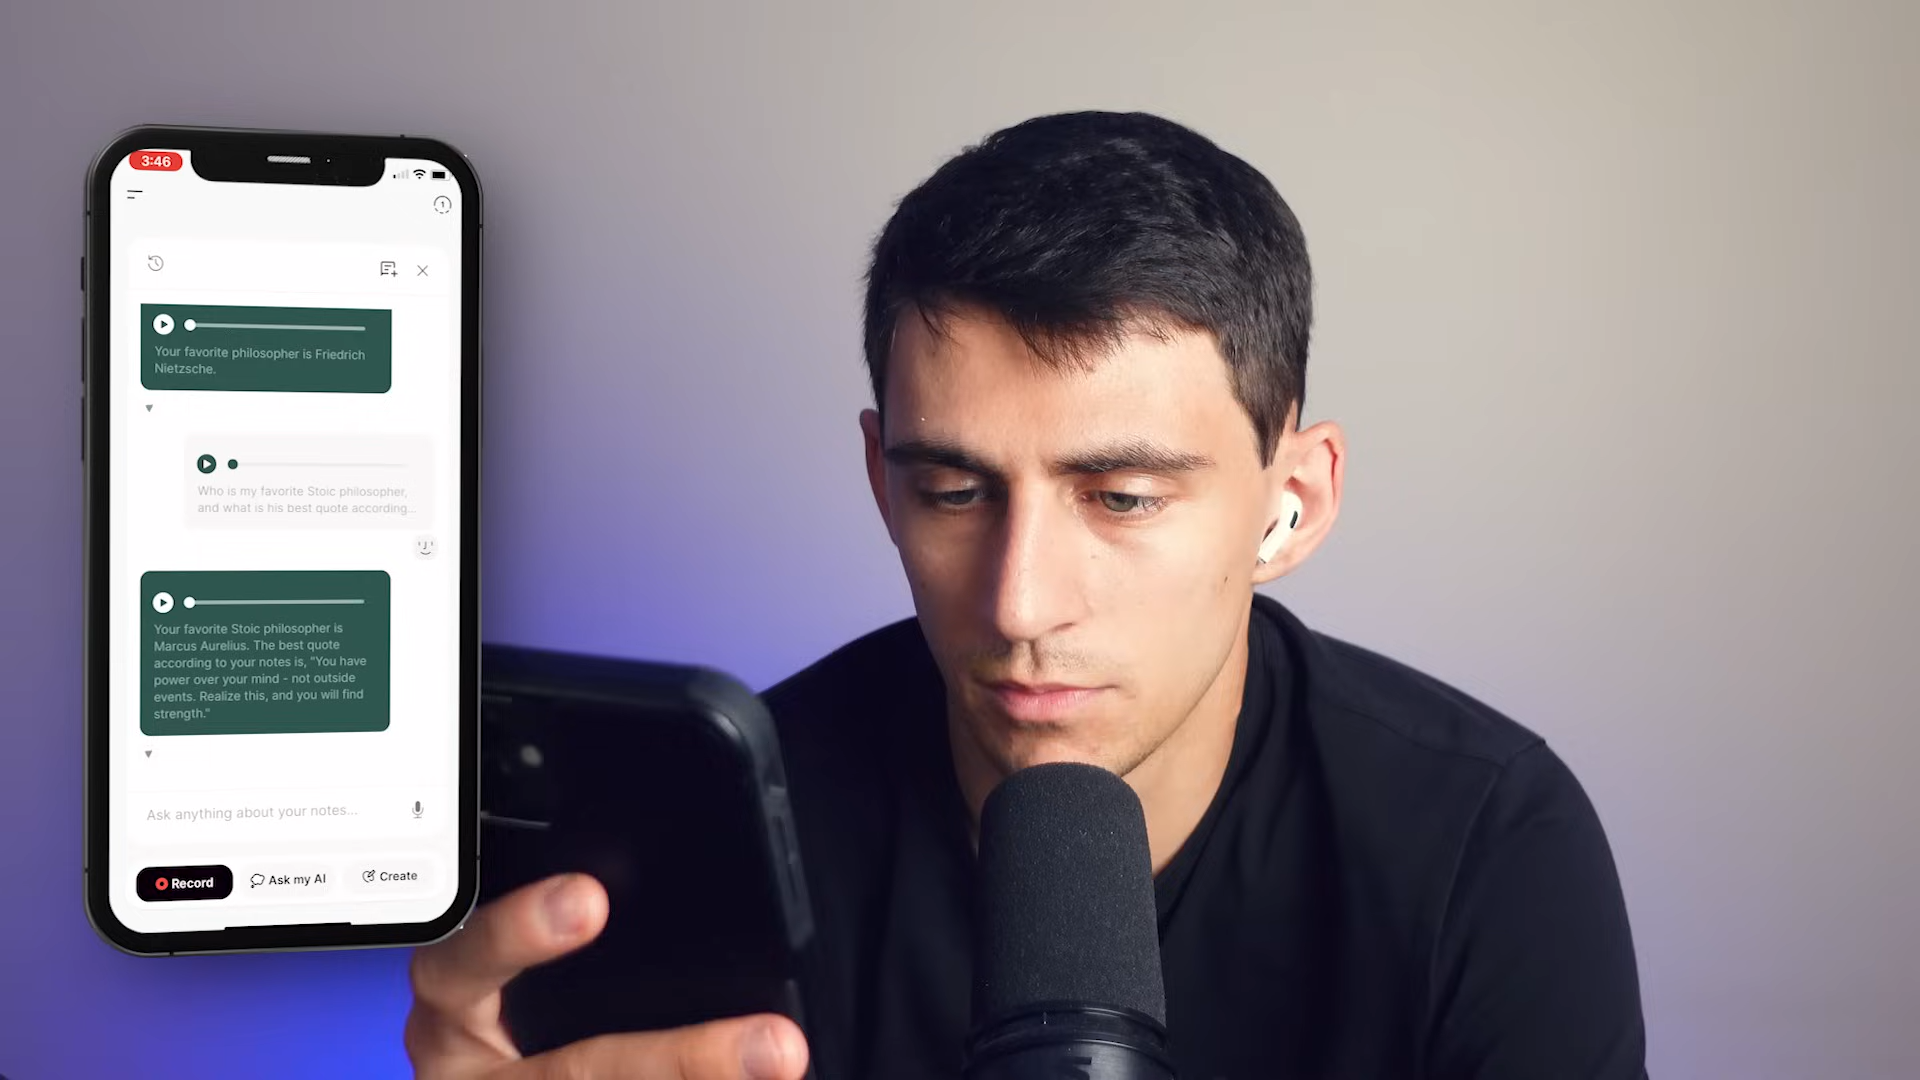 3:46
1
Your favorite philosopher is Friedrich
Nietzsche.
Who is my favorite Stoic philosopher,
and what is his best quote according...
Your favorite Stoic philosopher is
Marcus Aurelius. The best quote
according to your notes is, "You have
power over your mind - not outside
events. Realize this, and you will find
strength."
Ask anything about your notes...
Record
Ask my AI
Create